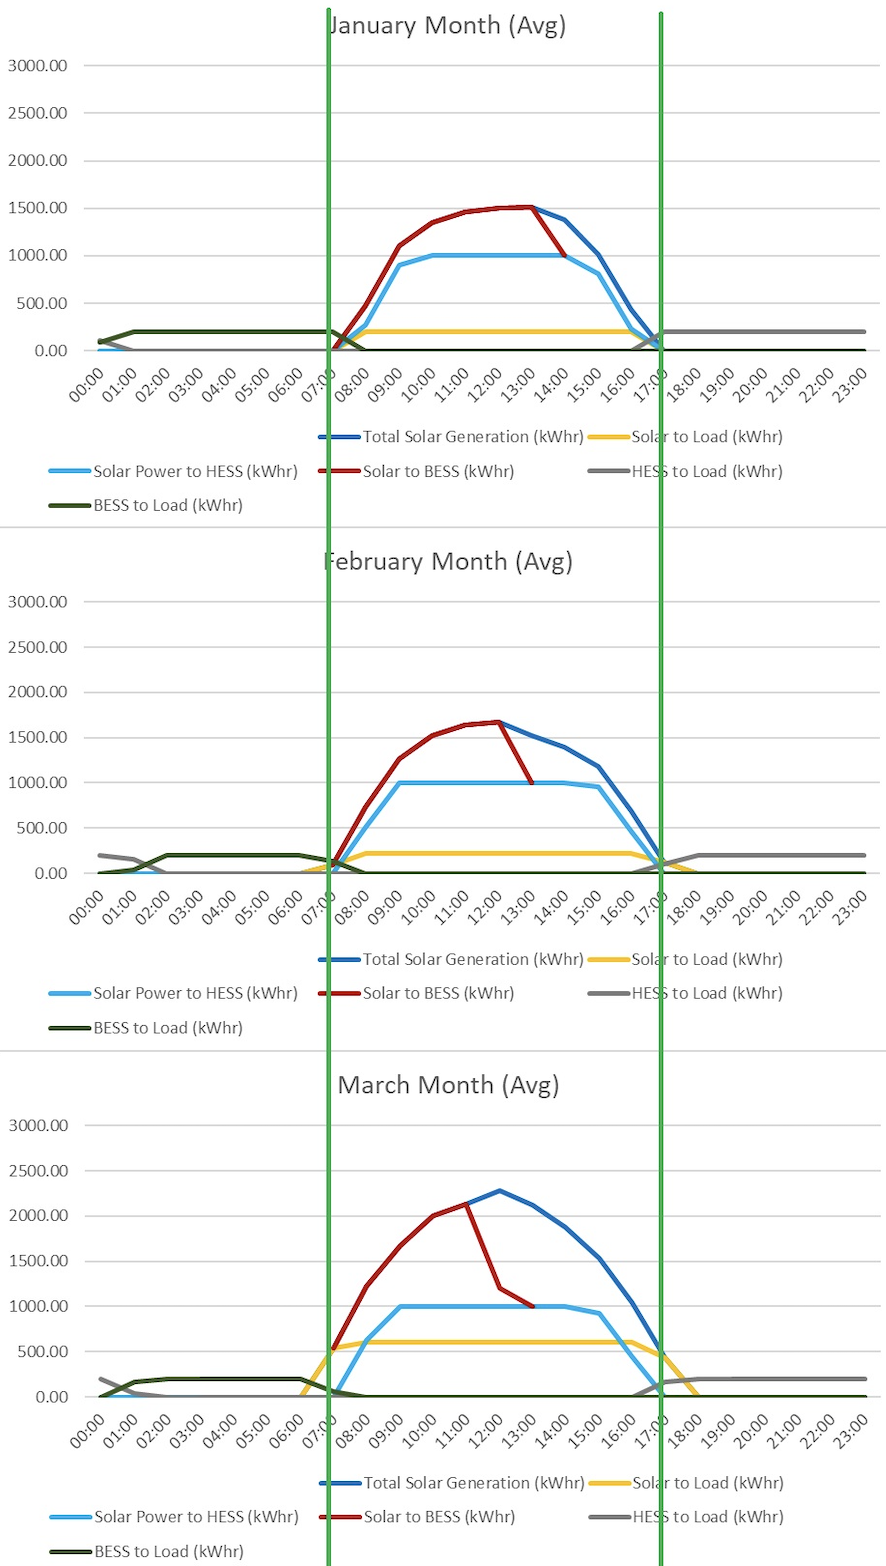 January Month (Avg)
3000.00
2500.00
2000.00
1500.00
1000.00
500.00
0.00
00:00 01:00 02:00 03:00 04:00 05:00 06:00 07:00 08:00 09:00 10:00 11:00 12:00 13:00 14:00 15:00 16:00 17:00 18:00 19:00 20:00 21:00 22:00 23:00
Total Solar Generation (kWhr) Solar to Load (kWhr)
Solar Power to HESS (kWhr) Solar to BESS (kWhr) HESS to Load (kWhr)
BESS to Load (kWhr)
February Month (Avg)
3000.00
2500.00
2000.00
1500.00
1000.00
500.00
0.00
00:00 01:00 02:00 03:00 04:00 05:00 06:00 07:00 08:00 09:00 10:00 11:00 12:00 13:00 14:00 15:00 16:00 17:00 18:00 19:00 20:00 21:00 22:00 23:00
Total Solar Generation (kWhr) Solar to Load (kWhr)
Solar Power to HESS (kWhr) Solar to BESS (kWhr) HESS to Load (kWhr)
BESS to Load (kWhr)
March Month (Avg)
3000.00
2500.00
2000.00
1500.00
1000.00
500.00
0.00
00:00 01:00 02:00 03:00 04:00 05:00 06:00 07:00 08:00 09:00 10:00 11:00 12:00 13:00 14:00 15:00 16:00 17:00 18:00 19:00 20:00 21:00 22:00 23:00
Total Solar Generation (kWhr) Solar to Load (kWhr)
Solar Power to HESS (kWhr) Solar to BESS (kWhr) HESS to Load (kWhr)
BESS to Load (kWhr)